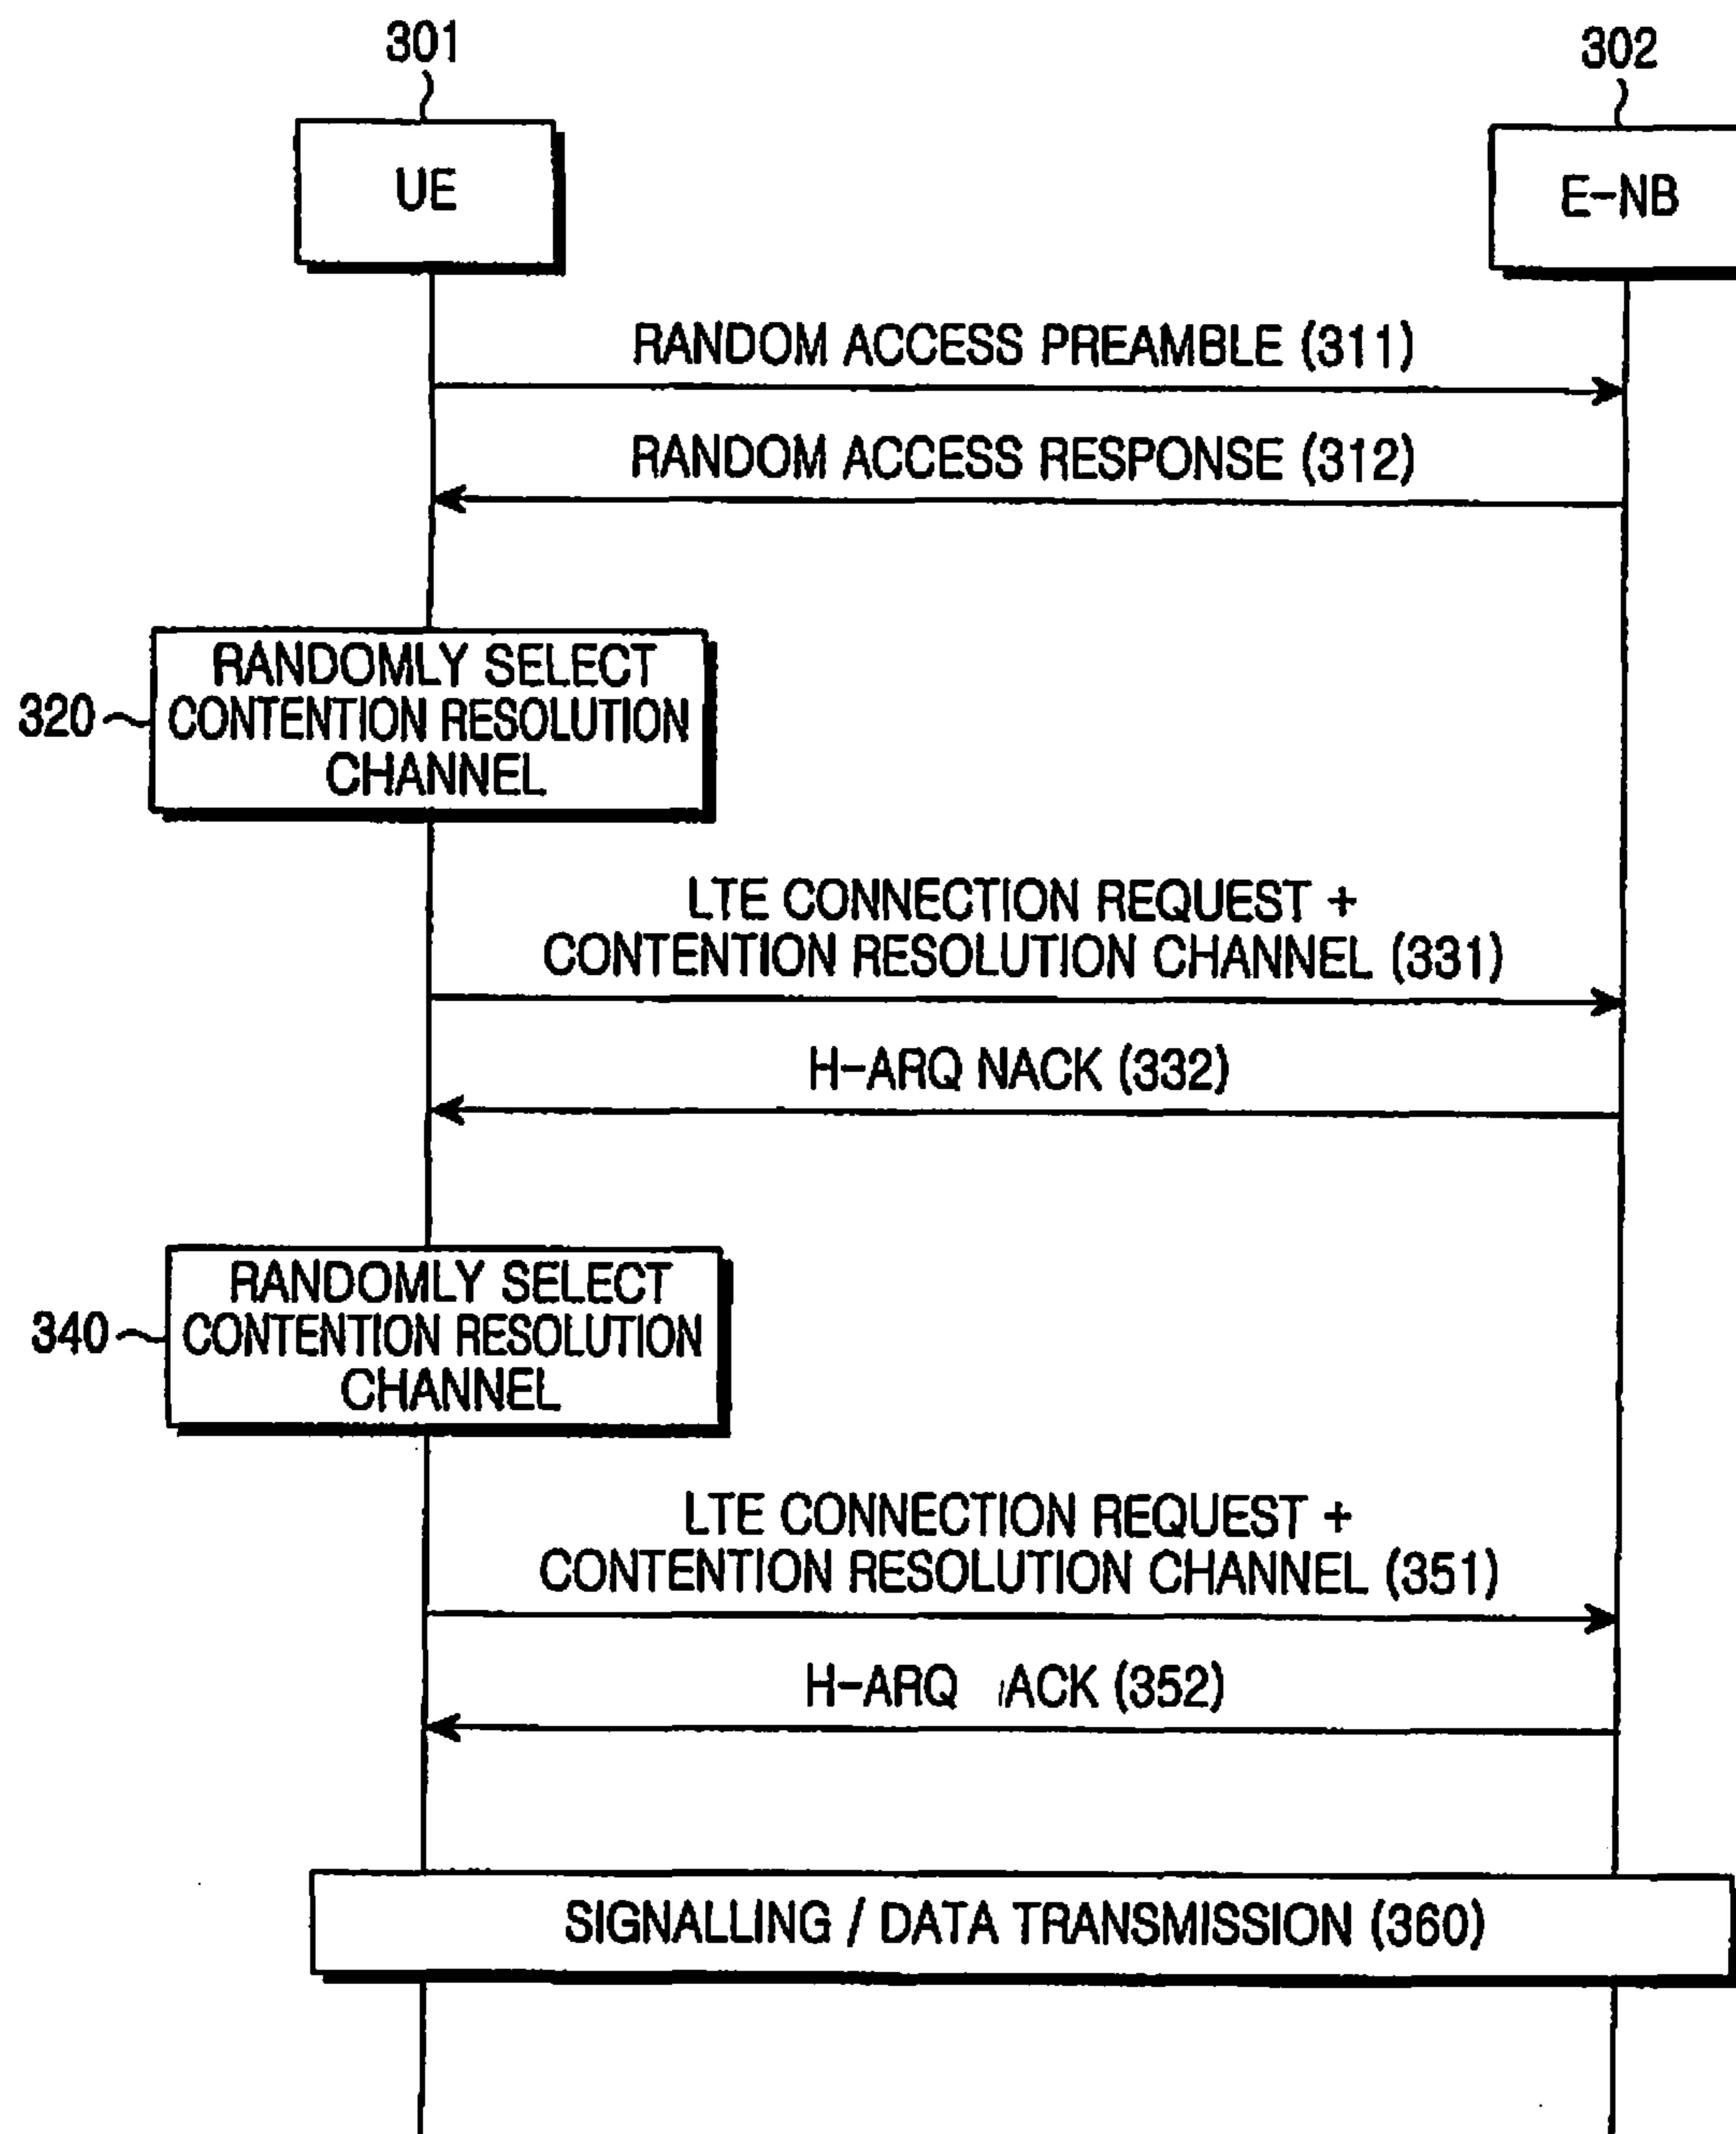 301
302
UE
E-NB
RANDOM ACCESS PREAMBLE (311)
RANDOM ACCESS RESPONSE (312)
320
RANDOMLY SELECT
CONTENTION RESOLUTION
CHANNEL
LTE CONNECTION REQUEST +
CONTENTION RESOLUTION CHANNEL (331)
H-ARQ NACK (332)
340
RANDOMLY SELECT
CONTENTION RESOLUTION
CHANNEL
LTE CONNECTION REQUEST +
CONTENTION RESOLUTION CHANNEL (351)
H-ARQ ACK (352)
SIGNALLING / DATA TRANSMISSION (360)